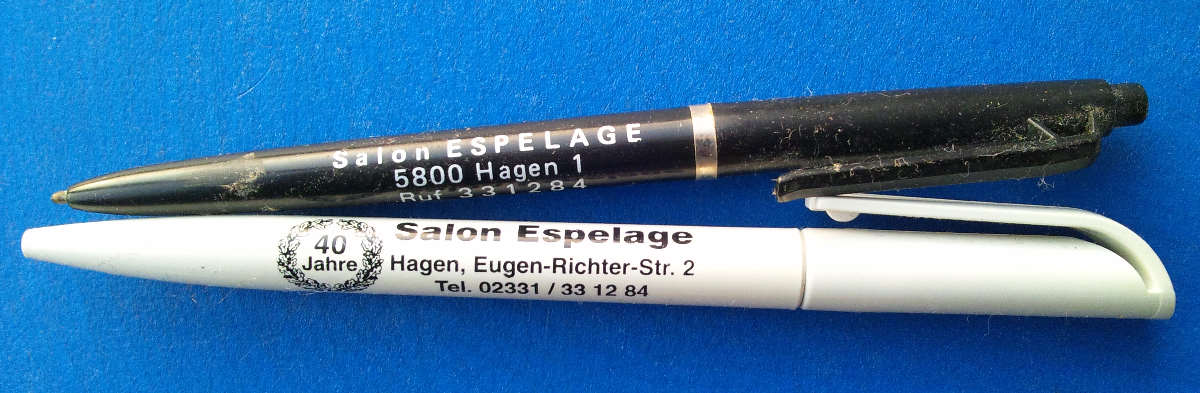 Salon ESPELAGE
5800 Hagen 1
Ruf 331284
40
Jahre
Salon Espelage
Hagen, Eugen-Richter-Str. 2
Tel. 02331 / 33 12 84